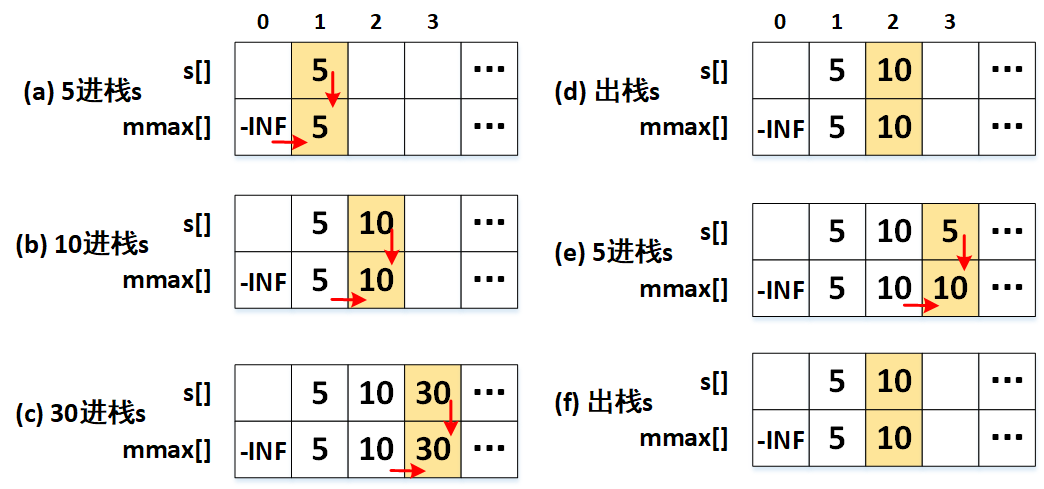 0 1 2 3
(a) 5进栈s
s[] 5 ···
mmax[] -INF 5 ···
(b) 10进栈s
s[] 5 10 ···
mmax[] -INF 5 10 ···
(c) 30进栈s
s[] 5 10 30 ···
mmax[] -INF 5 10 30 ···
0 1 2 3
(d) 出栈s
s[] 5 10 ···
mmax[] -INF 5 10 ···
(e) 5进栈s
s[] 5 10 5 ···
mmax[] -INF 5 10 10 ···
(f) 出栈s
s[] 5 10 ···
mmax[] -INF 5 10 ···